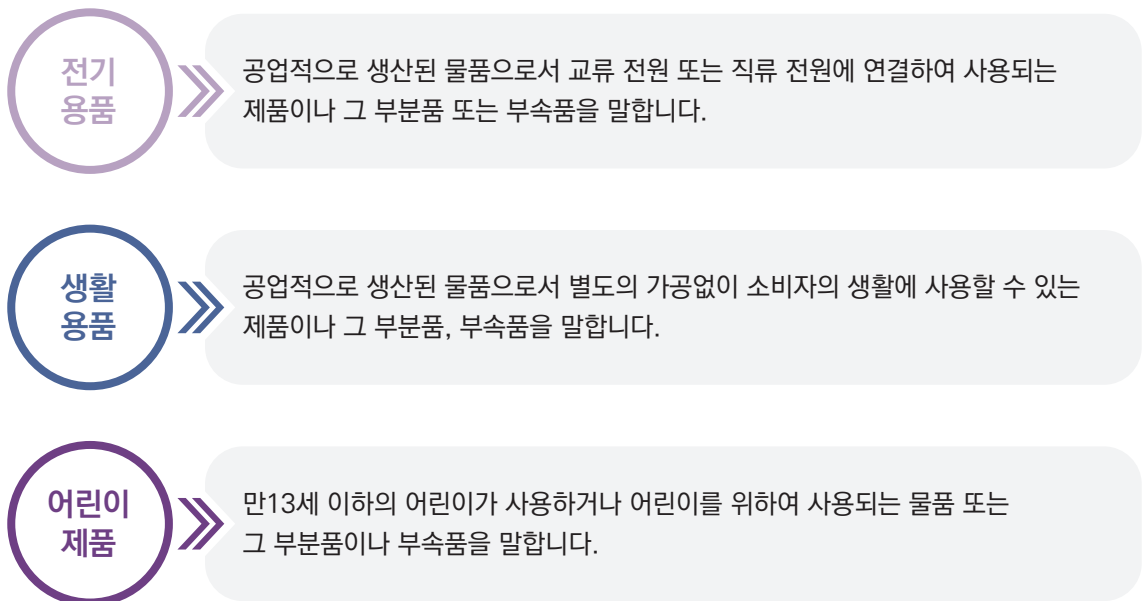 전기
용품
공업적으로 생산된 물품으로서 교류 전원 또는 직류 전원에 연결하여 사용되는
제품이나 그 부분품 또는 부속품을 말합니다.
생활
용품
공업적으로 생산된 물품으로서 별도의 가공없이 소비자의 생활에 사용할 수 있는
제품이나 그 부분품, 부속품을 말합니다.
어린이
제품
만13세 이하의 어린이가 사용하거나 어린이를 위하여 사용되는 물품 또는
그 부분품이나 부속품을 말합니다.